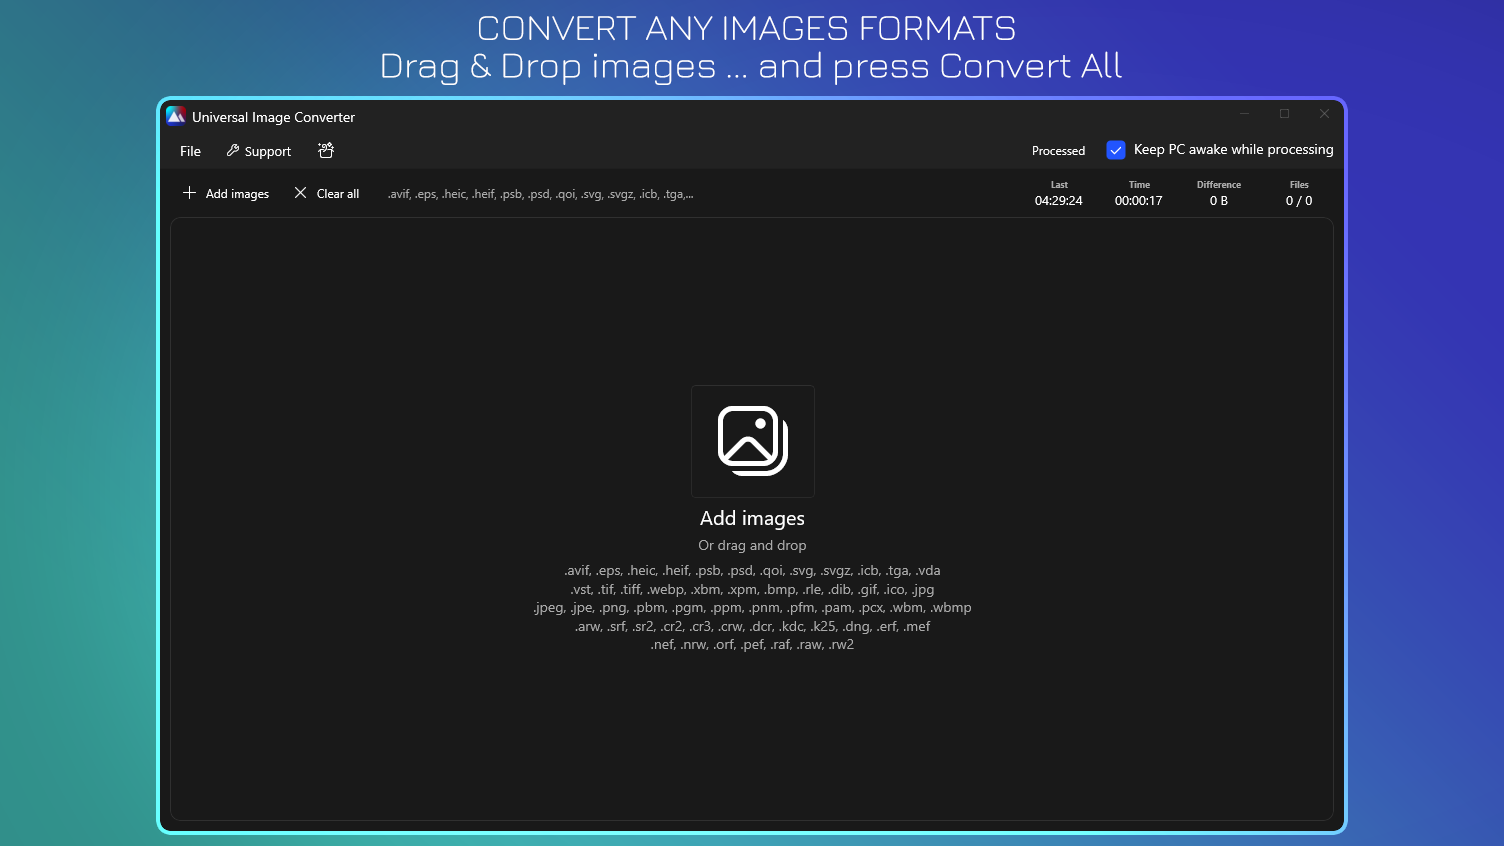 CONVERT ANY IMAGES FORMATS
Drag & Drop images ... and press Convert All
Universal Image Converter
File Support Processed Keep PC awake while processing
Add images Clear all .avif, .eps, .heic, .heif, .psb, .psd, .qoi, .svg, .svgz, .icb, .tga,...
Last Time Difference Files
04:29:24 00:00:17 0 B 0 / 0
Add images
Or drag and drop
.avif, .eps, .heic, .heif, .psb, .psd, .qoi, .svg, .svgz, .icb, .tga, .vda
.vst, .tif, .tiff, .webp, .xbm, .xpm, .bmp, .rle, .dib, .gif, .ico, .jpg
.jpeg, .jpe, .png, .pbm, .pgm, .ppm, .pnm, .pfm, .pam, .pcx, .wbm, .wbmp
.arw, .srf, .sr2, .cr2, .cr3, .crw, .dcr, .kdc, .k25, .dng, .erf, .mef
.nef, .nrw, .orf, .pef, .raf, .raw, .rw2